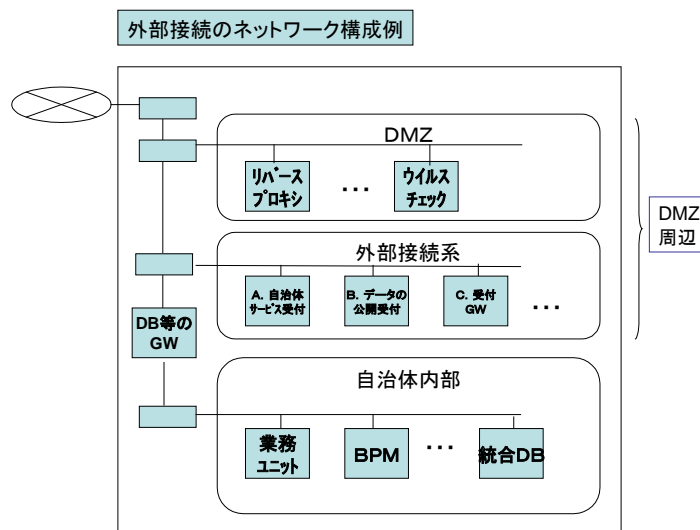 外部接続のネットワーク構成例
DMZ
リバース
プロキシ
・・・
ウイルス
チェック
DMZ
周辺
外部接続系
A. 自治体
サービス受付
B. データの
公開受付
C. 受付
GW
・・・
DB等の
GW
自治体内部
業務
ユニット
BPM
・・・
統合DB